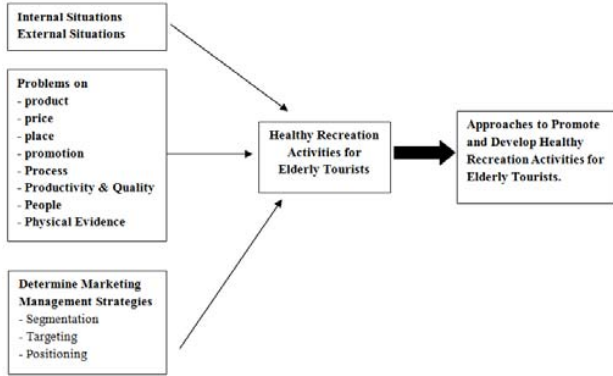 Internal Situations
External Situations
Problems on
- product
- price
- place
- promotion
- Process
- Productivity & Quality
- People
- Physical Evidence
Determine Marketing
Management Strategies
- Segmentation
- Targeting
- Positioning
Healthy Recreation
Activities for
Elderly Tourists
Approaches to Promote
and Develop Healthy
Recreation Activities for
Elderly Tourists.